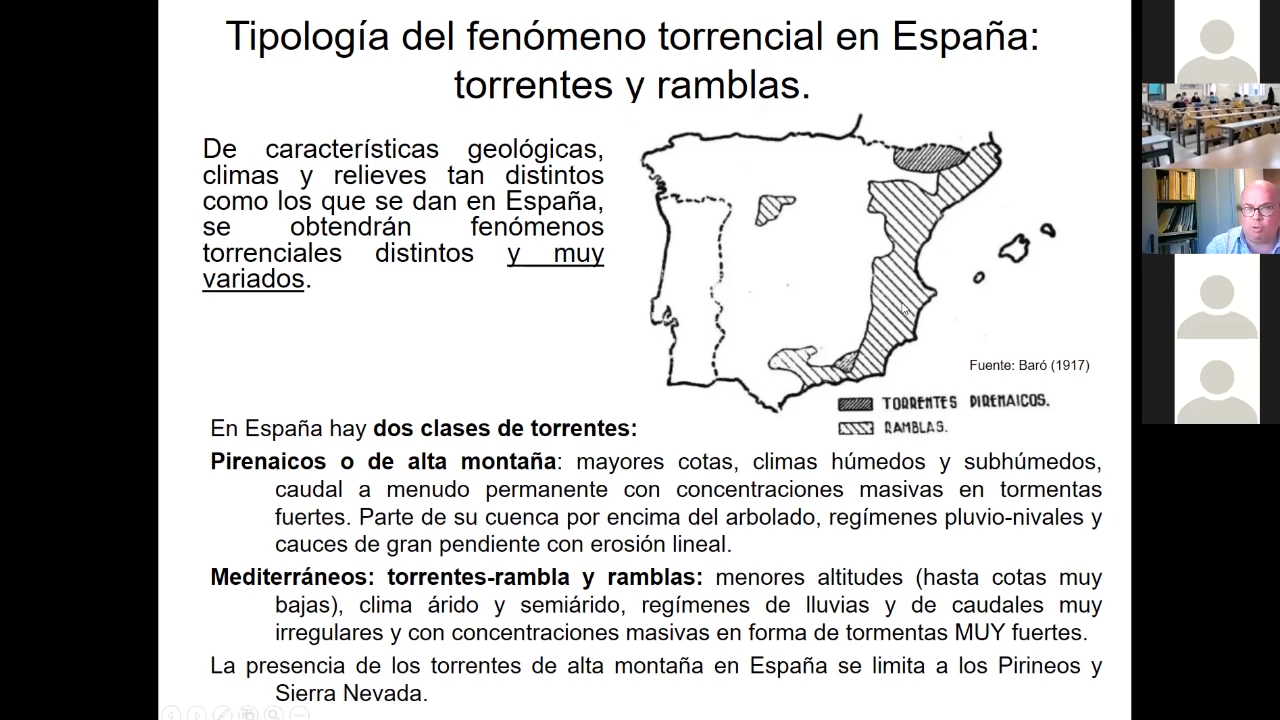 Tipología del fenómeno torrencial en España:
torrentes y ramblas.
De características geológicas,
climas y relieves tan distintos
como los que se dan en España,
se obtendrán fenómenos
torrenciales distintos y muy
variados.
Fuente: Baró (1917)
TORRENTES PIRENAICOS.
RAMBLAS.
En España hay dos clases de torrentes:
Pirenaicos o de alta montaña: mayores cotas, climas húmedos y subhúmedos,
caudal a menudo permanente con concentraciones masivas en tormentas
fuertes. Parte de su cuenca por encima del arbolado, regímenes pluvio-nivales y
cauces de gran pendiente con erosión lineal.
Mediterráneos: torrentes-rambla y ramblas: menores altitudes (hasta cotas muy
bajas), clima árido y semiárido, regímenes de lluvias y de caudales muy
irregulares y con concentraciones masivas en forma de tormentas MUY fuertes.
La presencia de los torrentes de alta montaña en España se limita a los Pirineos y
Sierra Nevada.